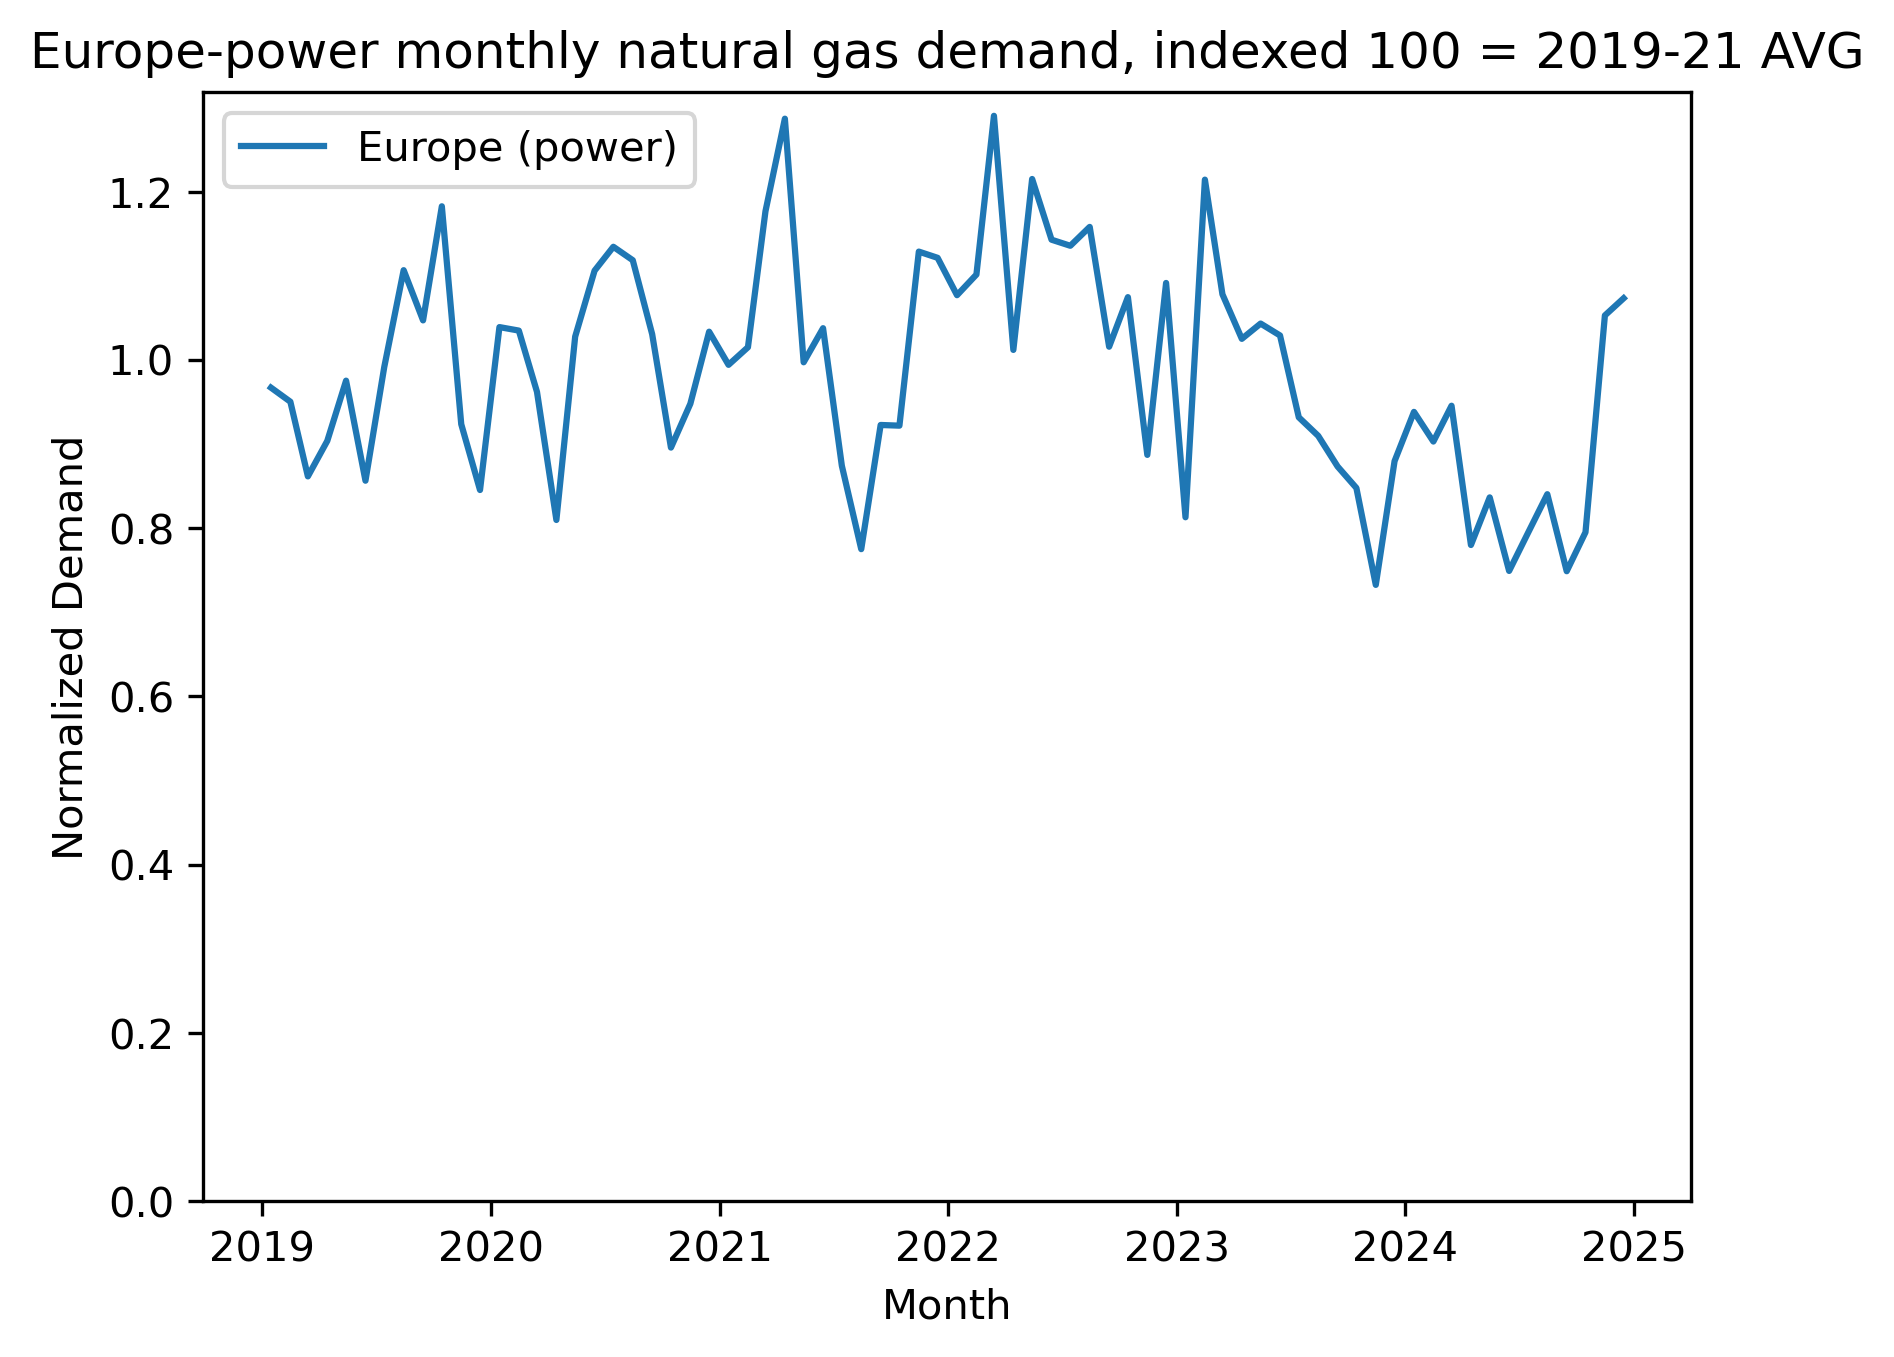 Europe-power monthly natural gas demand, indexed 100 = 2019-21 AVG
Europe (power)
1.2
1.0
0.8
0.6
0.4
0.2
0.0
Normalized Demand
2019 2020 2021 2022 2023 2024 2025
Month